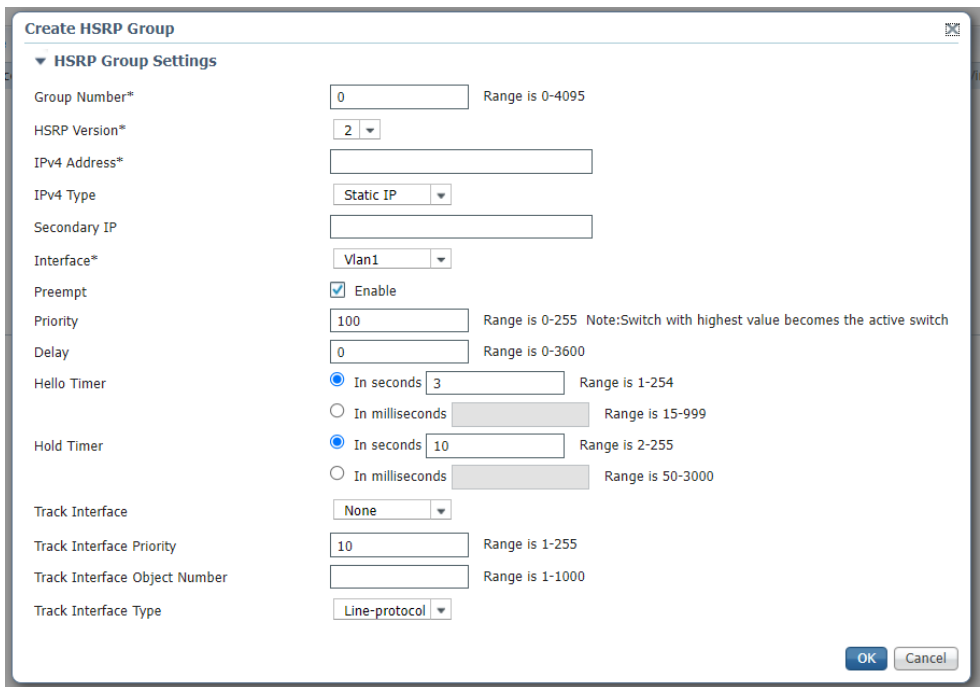 Create HSRP Group
HSRP Group Settings
Group Number* 0 Range is 0-4095
HSRP Version* 2
IPv4 Address*
IPv4 Type Static IP
Secondary IP
Interface* Vlan1
Preempt Enable
Priority 100 Range is 0-255 Note:Switch with highest value becomes the active switch
Delay 0 Range is 0-3600
Hello Timer In seconds 3 Range is 1-254
In milliseconds Range is 15-999
Hold Timer In seconds 10 Range is 2-255
In milliseconds Range is 50-3000
Track Interface None
Track Interface Priority 10 Range is 1-255
Track Interface Object Number Range is 1-1000
Track Interface Type Line-protocol
OK Cancel